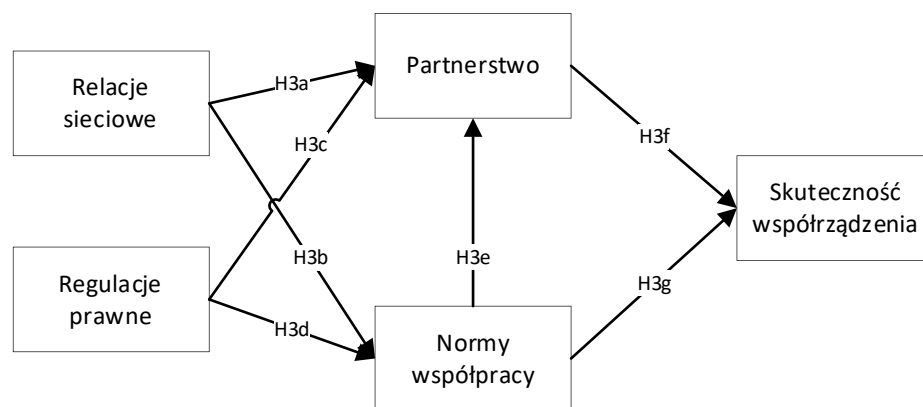 Relacje
sieciowe
Regulacje
prawne
H3a
H3c
H3b
H3d
Partnerstwo
H3e
Normy
współpracy
H3f
H3g
Skuteczność
współrządzenia